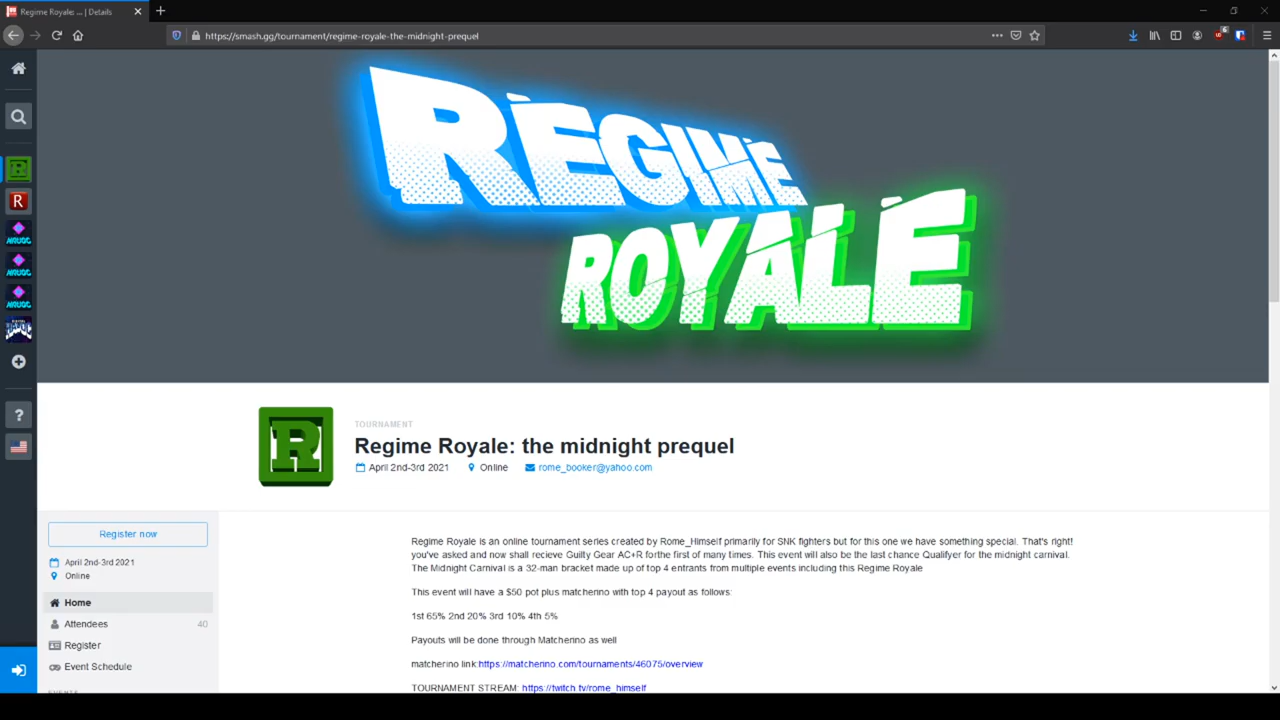 Regime Royale: ... | Details
https://smash.gg/tournament/regime-royale-the-midnight-prequel
6
REGIME
ROYALE
R
R
TOURNAMENT
Regime Royale: the midnight prequel
April 2nd-3rd 2021 Online rome_booker@yahoo.com
?
Register now
April 2nd-3rd 2021
Online
Home
Attendees 40
Register
Event Schedule
EVENTS
Regime Royale is an online tournament series created by Rome_Himself primarily for SNK fighters but for this one we have something special. That's right!
you've asked and now shall recieve Guilty Gear AC+R forthe first of many times. This event will also be the last chance Qualifyer for the midnight carnival.
The Midnight Carnival is a 32-man bracket made up of top 4 entrants from multiple events including this Regime Royale
This event will have a $50 pot plus matcherino with top 4 payout as follows:
1st 65% 2nd 20% 3rd 10% 4th 5%
Payouts will be done through Matcherino as well
matcherino link:https://matcherino.com/tournaments/46075/overview
TOURNAMENT STREAM: https://twitch.tv/rome_himself